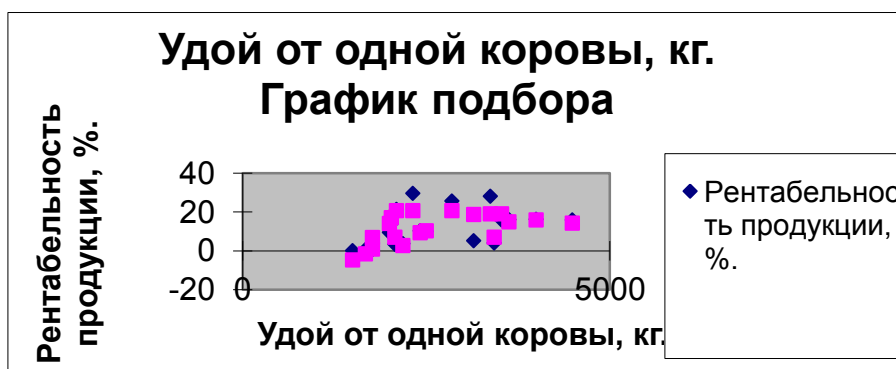 Удой от одной коровы, кг.
График подбора
Рентабельность
продукции, %.
40
20
0
-20
0
5000
Удой от одной коровы, кг.
Рентабельнос
ть продукции,
%.